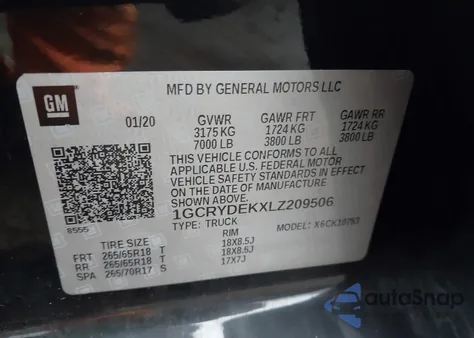 GM
MFD BY GENERAL MOTORS LLC
01/20
GVWR GAWR FRT GAWR RR
3175 KG 1724 KG 1724 KG
7000 LB 3800 LB 3800 LB
THIS VEHICLE CONFORMS TO ALL
APPLICABLE U.S. FEDERAL MOTOR
VEHICLE SAFETY STANDARDS IN EFFECT
ON THE DATE OF MANUFACTURE
SHOWN ABOVE.
1GCRYDEKXLZ209506
8555
TYPE: TRUCK MODEL:
TIRE SIZE RIM
FRT 265/65R18 T 18X8.5J
RR 265/65R18 T 18X8.5J
SPA 265/70R17 S 17X7J
autoSnap